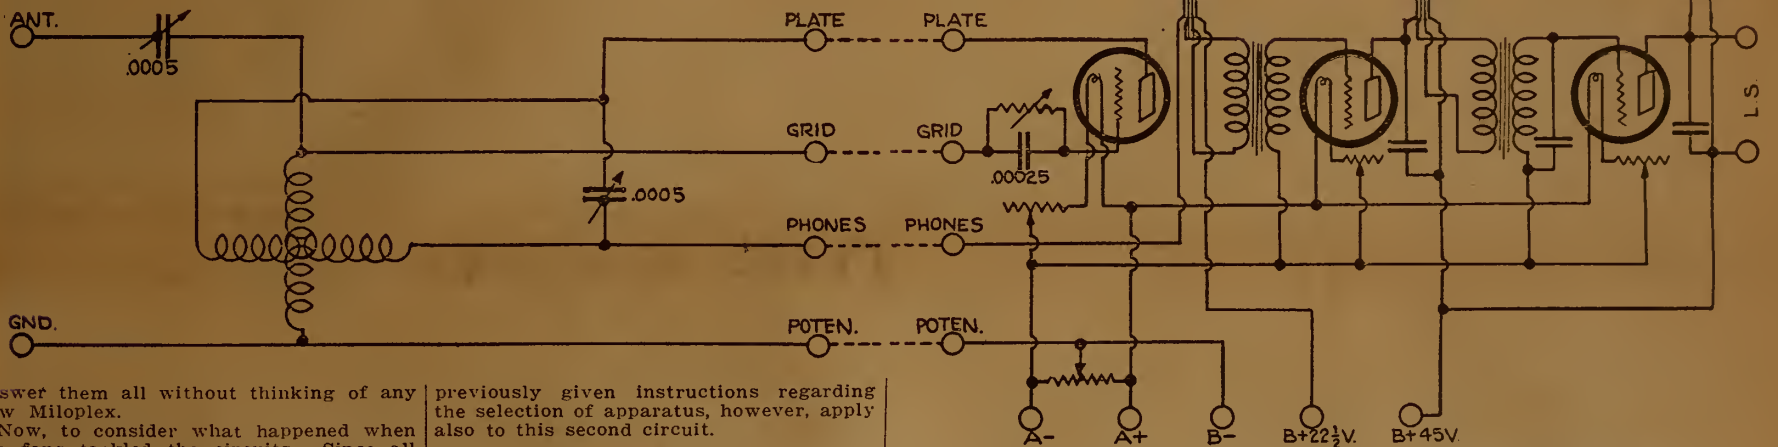 ANT.
.0005
PLATE PLATE
GRID GRID
.00025
.0005
PHONES PHONES
L.S.
GND.
POTEN. POTEN.
A- A+ B- B+22½V. B+45V.
swer them all without thinking of any
w Miloplex.
Now, to consider what happened when
previously given instructions regarding
the selection of apparatus, however, apply
also to this second circuit.